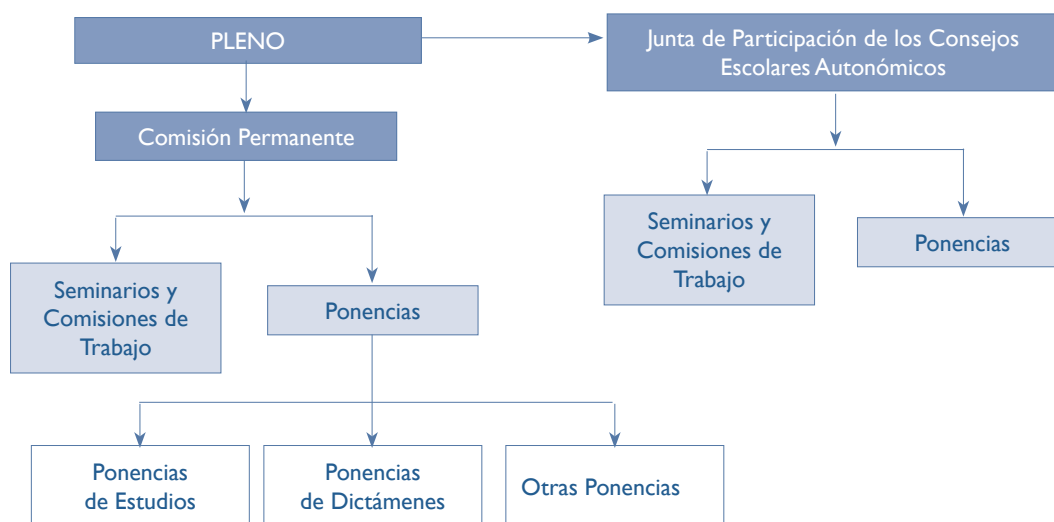 PLENO
Junta de Participación de los Consejos
Escolares Autonómicos
Comisión Permanente
Seminarios y
Comisiones de
Trabajo
Ponencias
Seminarios y
Comisiones de
Trabajo
Ponencias
Ponencias
de Estudios
Ponencias
de Dictámenes
Otras Ponencias